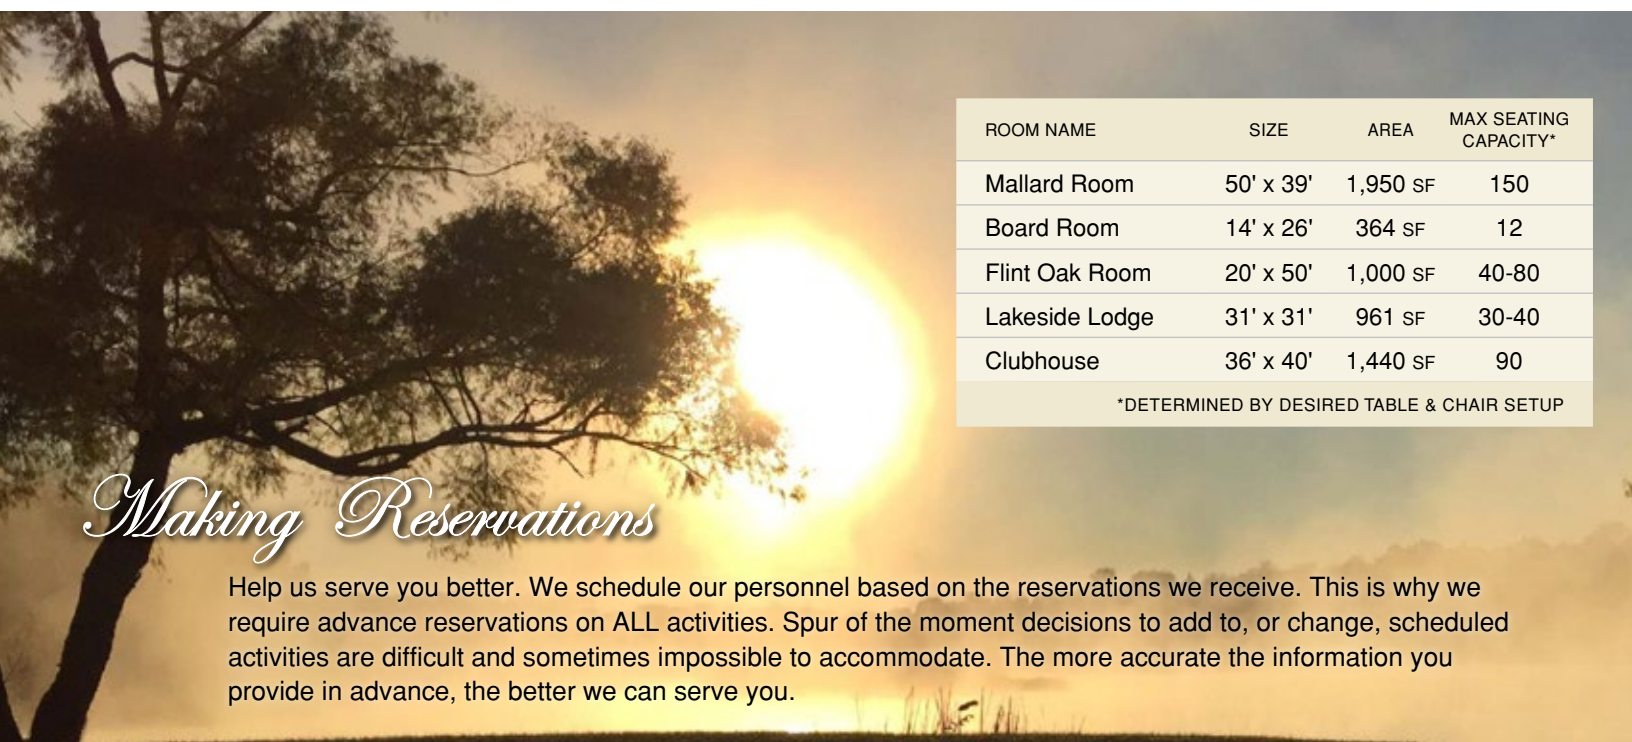 ROOM NAME SIZE AREA MAX SEATING CAPACITY*
Mallard Room 50' x 39' 1,950 SF 150
Board Room 14' x 26' 364 SF 12
Flint Oak Room 20' x 50' 1,000 SF 40-80
Lakeside Lodge 31' x 31' 961 SF 30-40
Clubhouse 36' x 40' 1,440 SF 90
*DETERMINED BY DESIRED TABLE & CHAIR SETUP
Making Reservations
Help us serve you better. We schedule our personnel based on the reservations we receive. This is why we
require advance reservations on ALL activities. Spur of the moment decisions to add to, or change, scheduled
activities are difficult and sometimes impossible to accommodate. The more accurate the information you
provide in advance, the better we can serve you.